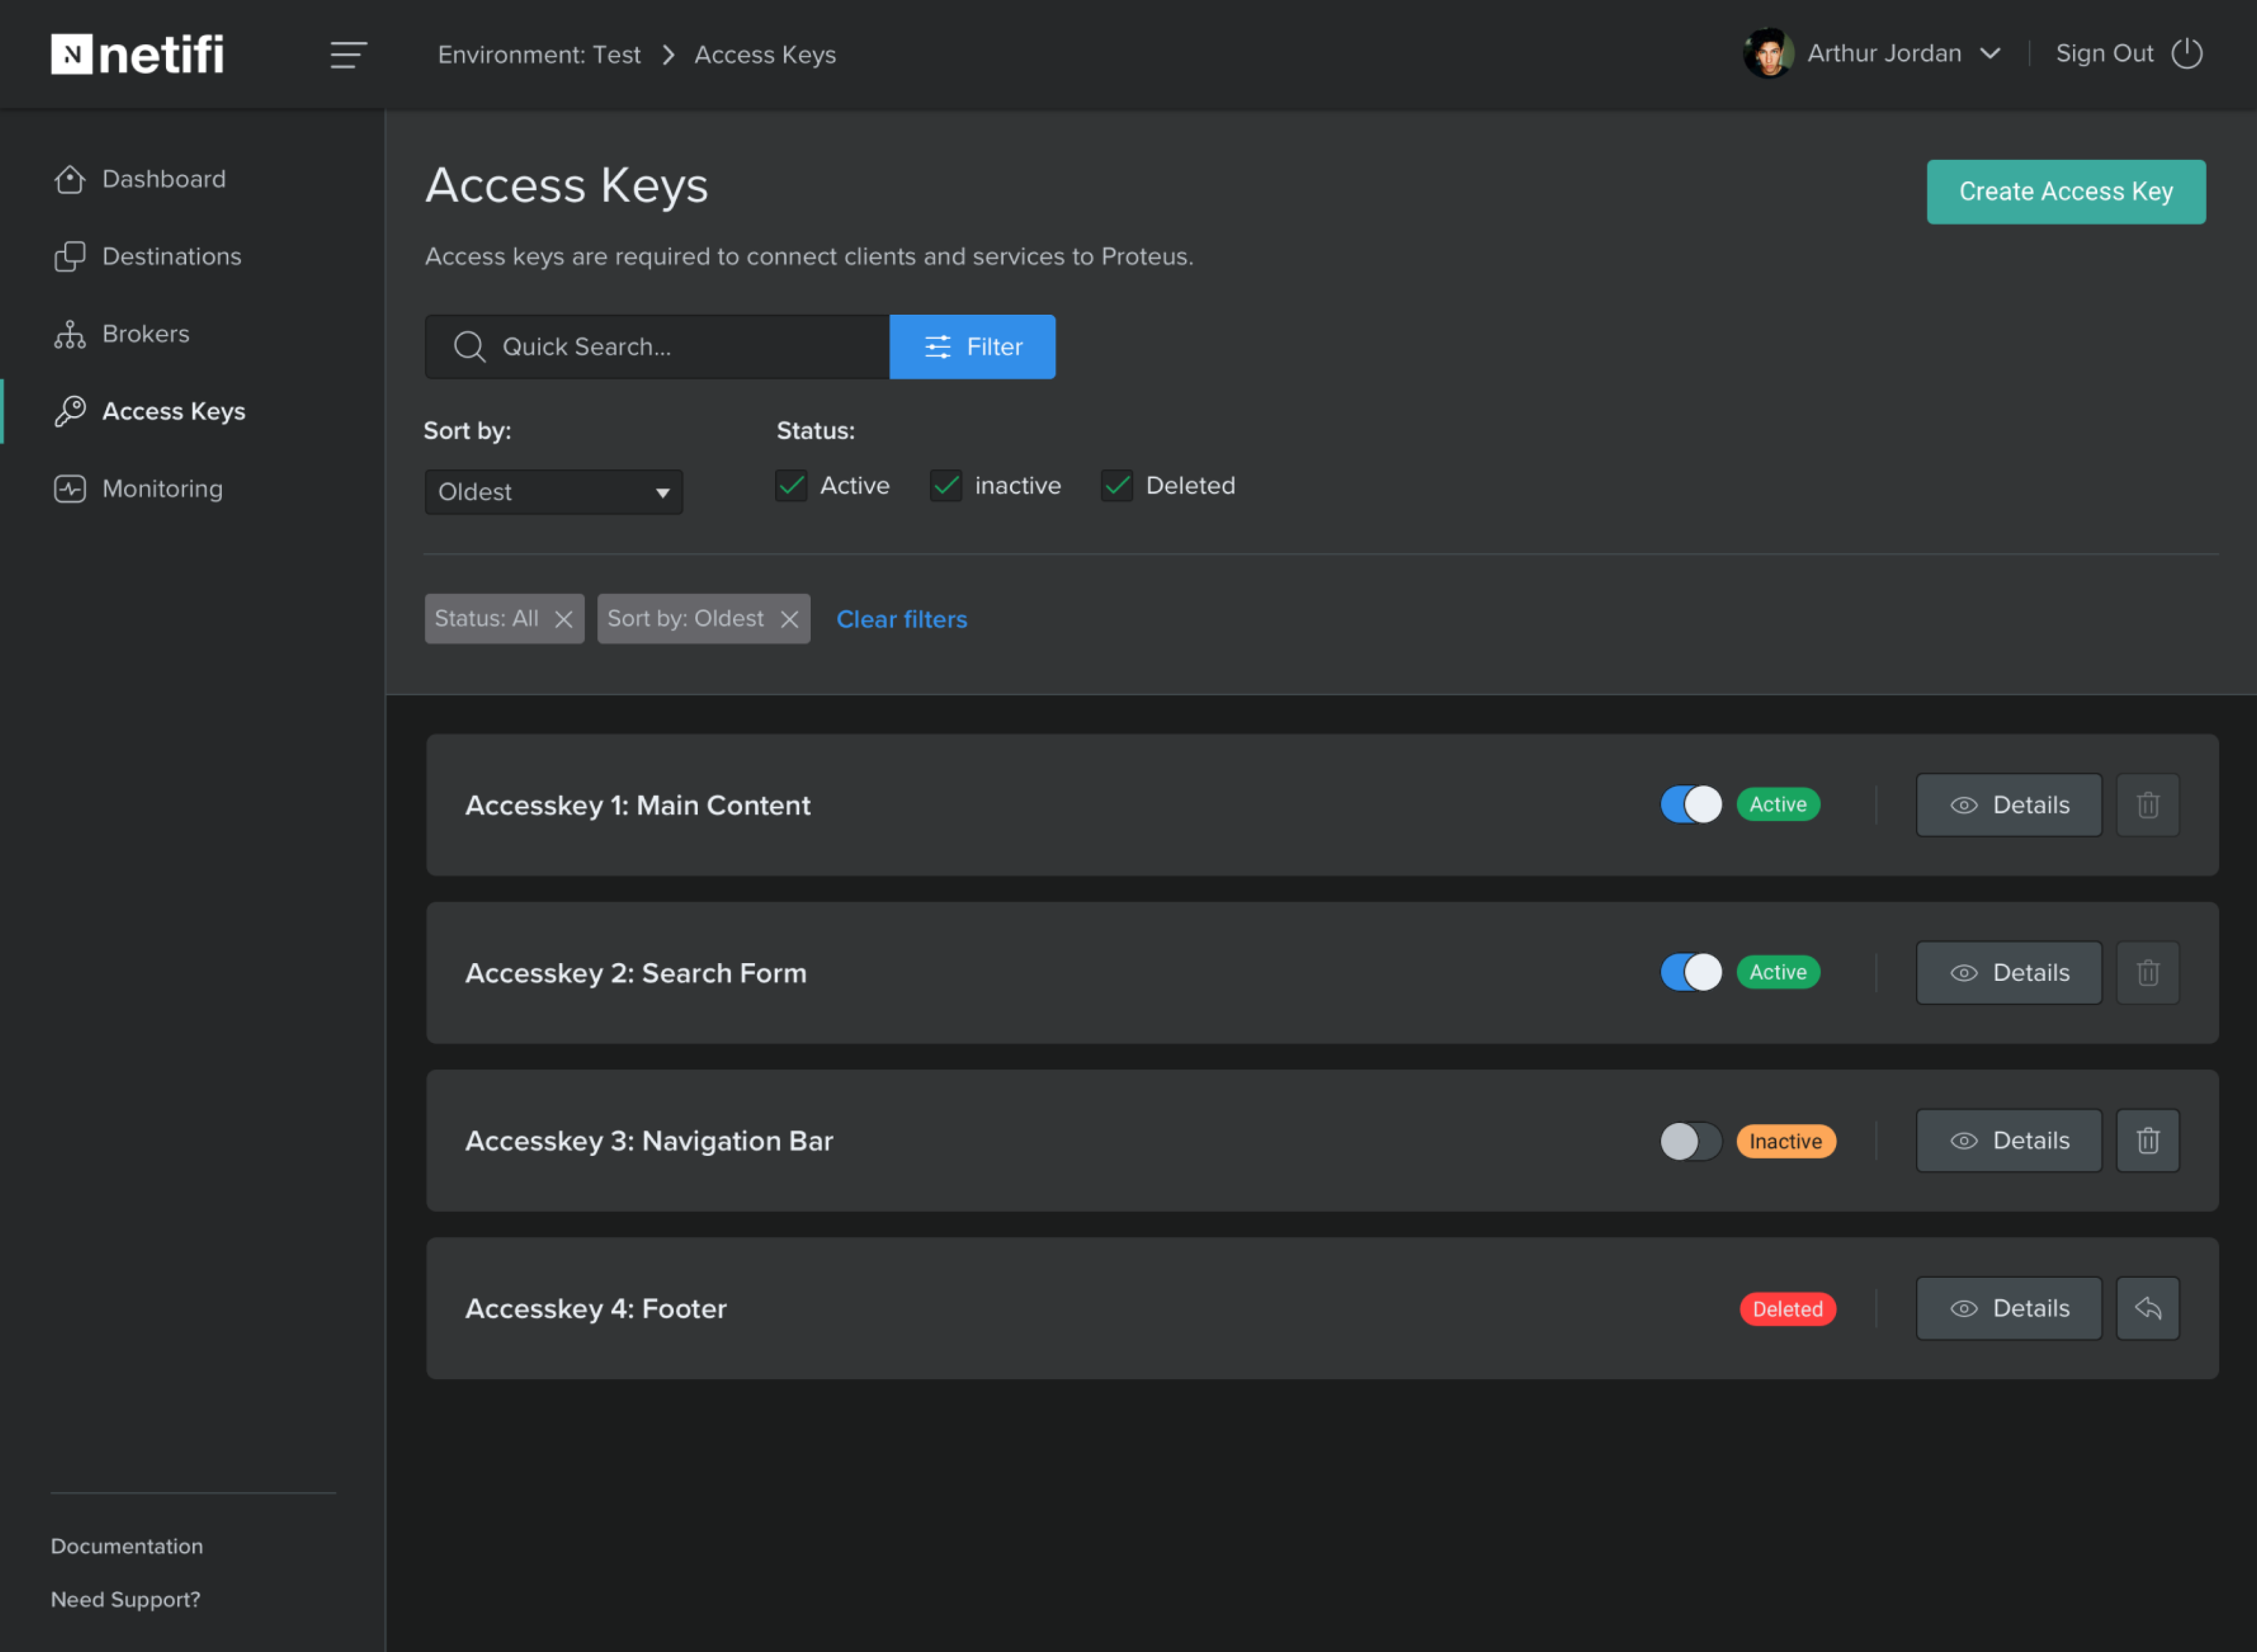 netifi
Environment: Test > Access Keys
Arthur Jordan
Sign Out
Dashboard
Destinations
Brokers
Access Keys
Monitoring
Documentation
Need Support?
Access Keys
Create Access Key
Access keys are required to connect clients and services to Proteus.
Quick Search...
Filter
Sort by:
Status:
Oldest
Active
inactive
Deleted
Status: All
Sort by: Oldest
Clear filters
Accesskey 1: Main Content
Active
Details
Accesskey 2: Search Form
Active
Details
Accesskey 3: Navigation Bar
Inactive
Details
Accesskey 4: Footer
Deleted
Details